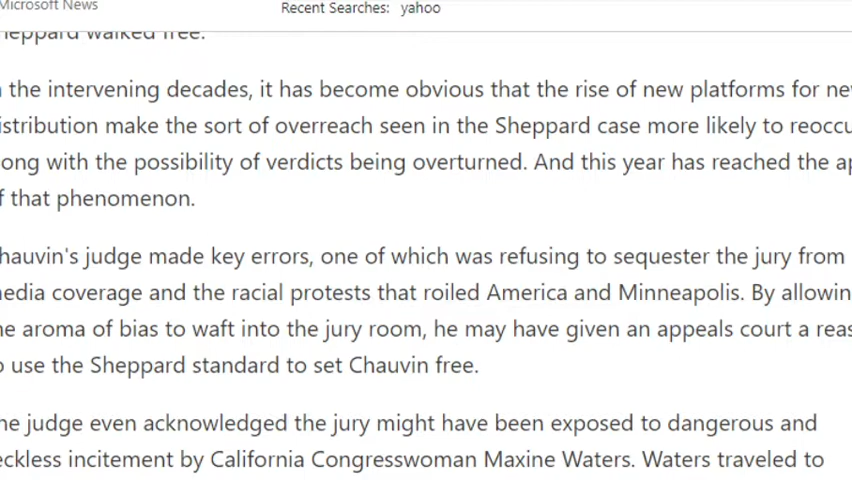 Microsoft News
Recent Searches: yahoo
heppard walked free.
the intervening decades, it has become obvious that the rise of new platforms for ne
istribution make the sort of overreach seen in the Sheppard case more likely to reoccu
ong with the possibility of verdicts being overturned. And this year has reached the ap
f that phenomenon.
hauvin's judge made key errors, one of which was refusing to sequester the jury from
edia coverage and the racial protests that roiled America and Minneapolis. By allowin
e aroma of bias to waft into the jury room, he may have given an appeals court a reas
o use the Sheppard standard to set Chauvin free.
he judge even acknowledged the jury might have been exposed to dangerous and
eckless incitement by California Congresswoman Maxine Waters. Waters traveled to